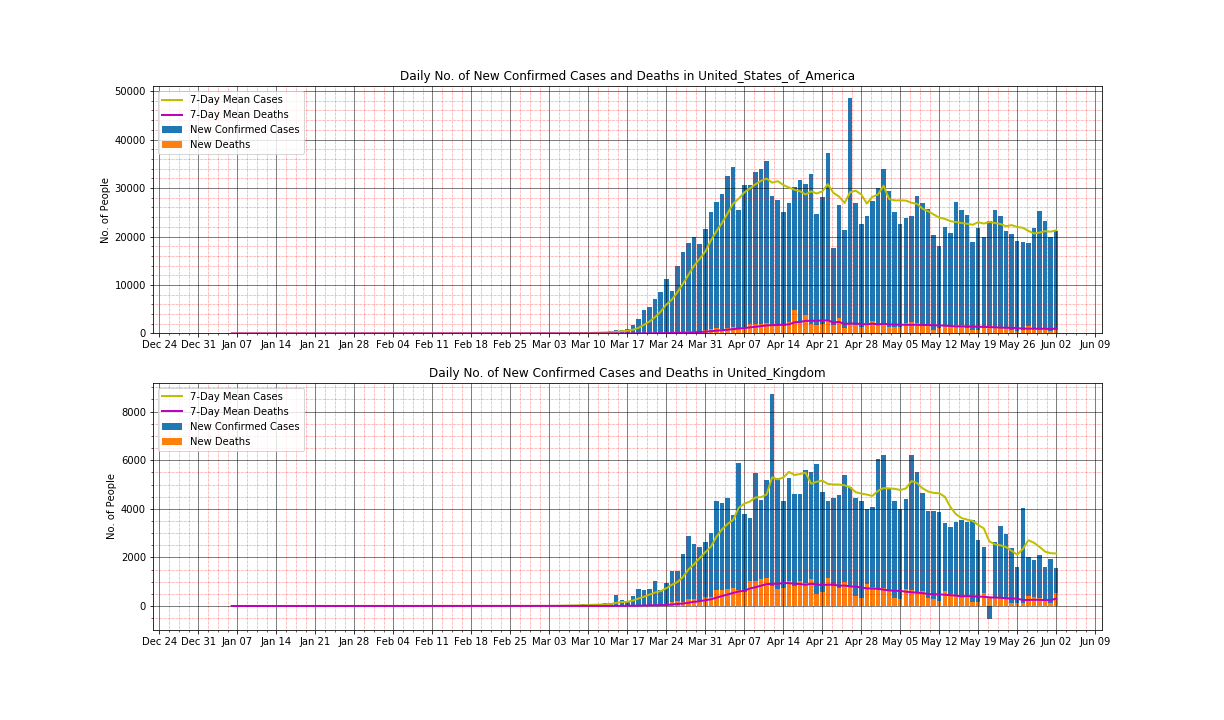 Daily No. of New Confirmed Cases and Deaths in United_States_of_America
7-Day Mean Cases
7-Day Mean Deaths
New Confirmed Cases
New Deaths
No. of People
50000
40000
30000
20000
10000
0
Dec 24 Dec 31 Jan 07 Jan 14 Jan 21 Jan 28 Feb 04 Feb 11 Feb 18 Feb 25 Mar 03 Mar 10 Mar 17 Mar 24 Mar 31 Apr 07 Apr 14 Apr 21 Apr 28 May 05 May 12 May 19 May 26 Jun 02 Jun 09
Daily No. of New Confirmed Cases and Deaths in United_Kingdom
7-Day Mean Cases
7-Day Mean Deaths
New Confirmed Cases
New Deaths
No. of People
8000
6000
4000
2000
0
Dec 24 Dec 31 Jan 07 Jan 14 Jan 21 Jan 28 Feb 04 Feb 11 Feb 18 Feb 25 Mar 03 Mar 10 Mar 17 Mar 24 Mar 31 Apr 07 Apr 14 Apr 21 Apr 28 May 05 May 12 May 19 May 26 Jun 02 Jun 09